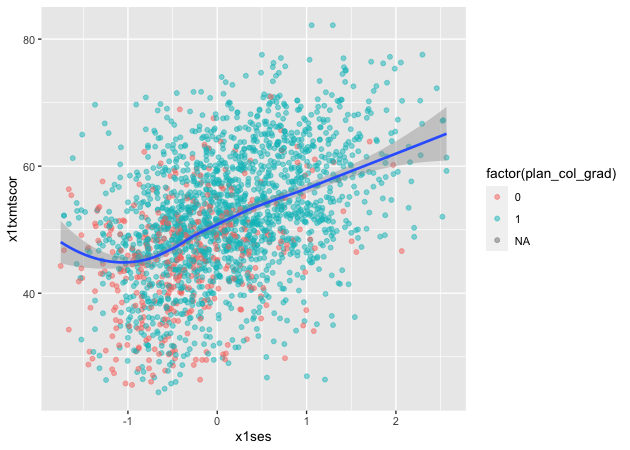 80
60
40
x1txmtscor
-1
0
1
2
x1ses
factor(plan_col_grad)
0
1
NA